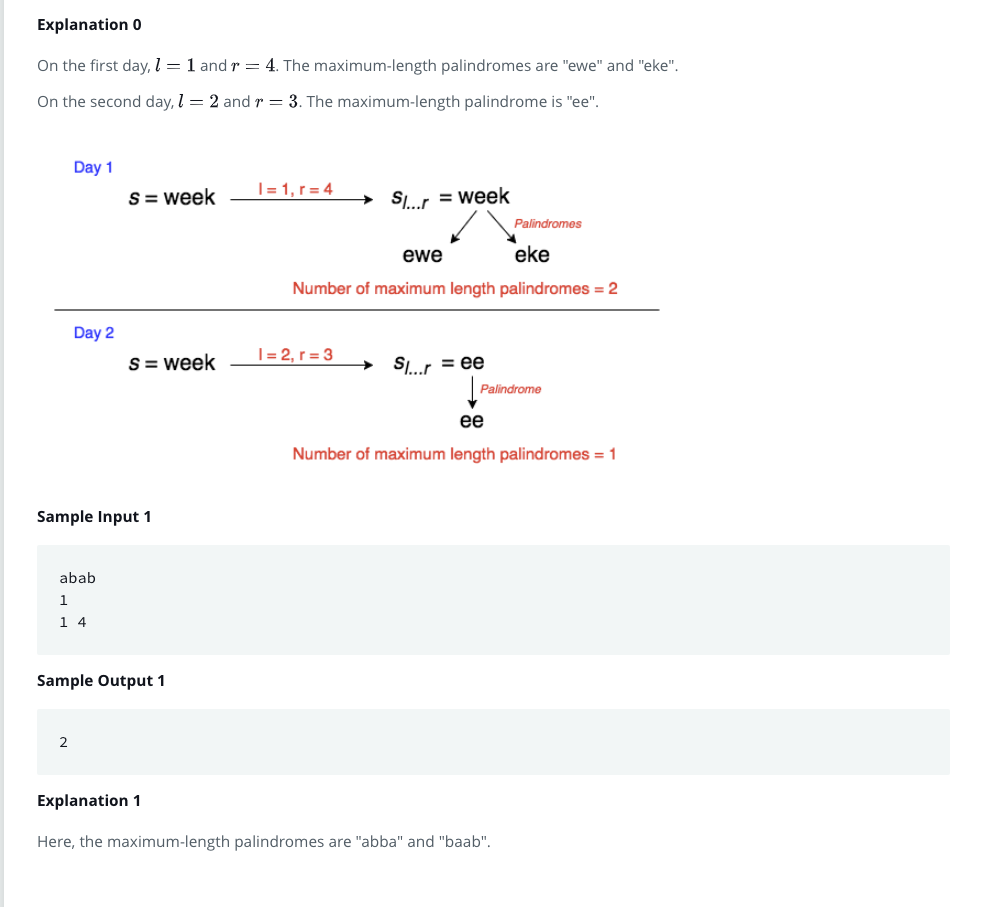 Explanation 0
On the first day, l = 1 and r = 4. The maximum-length palindromes are "ewe" and "eke".
On the second day, l = 2 and r = 3. The maximum-length palindrome is "ee".
Day 1
s = week
l = 1, r = 4
sl...r = week
Palindromes
ewe
eke
Number of maximum length palindromes = 2
Day 2
s = week
l = 2, r = 3
sl...r = ee
Palindrome
ee
Number of maximum length palindromes = 1
Sample Input 1
abab
1
1 4
Sample Output 1
2
Explanation 1
Here, the maximum-length palindromes are "abba" and "baab".